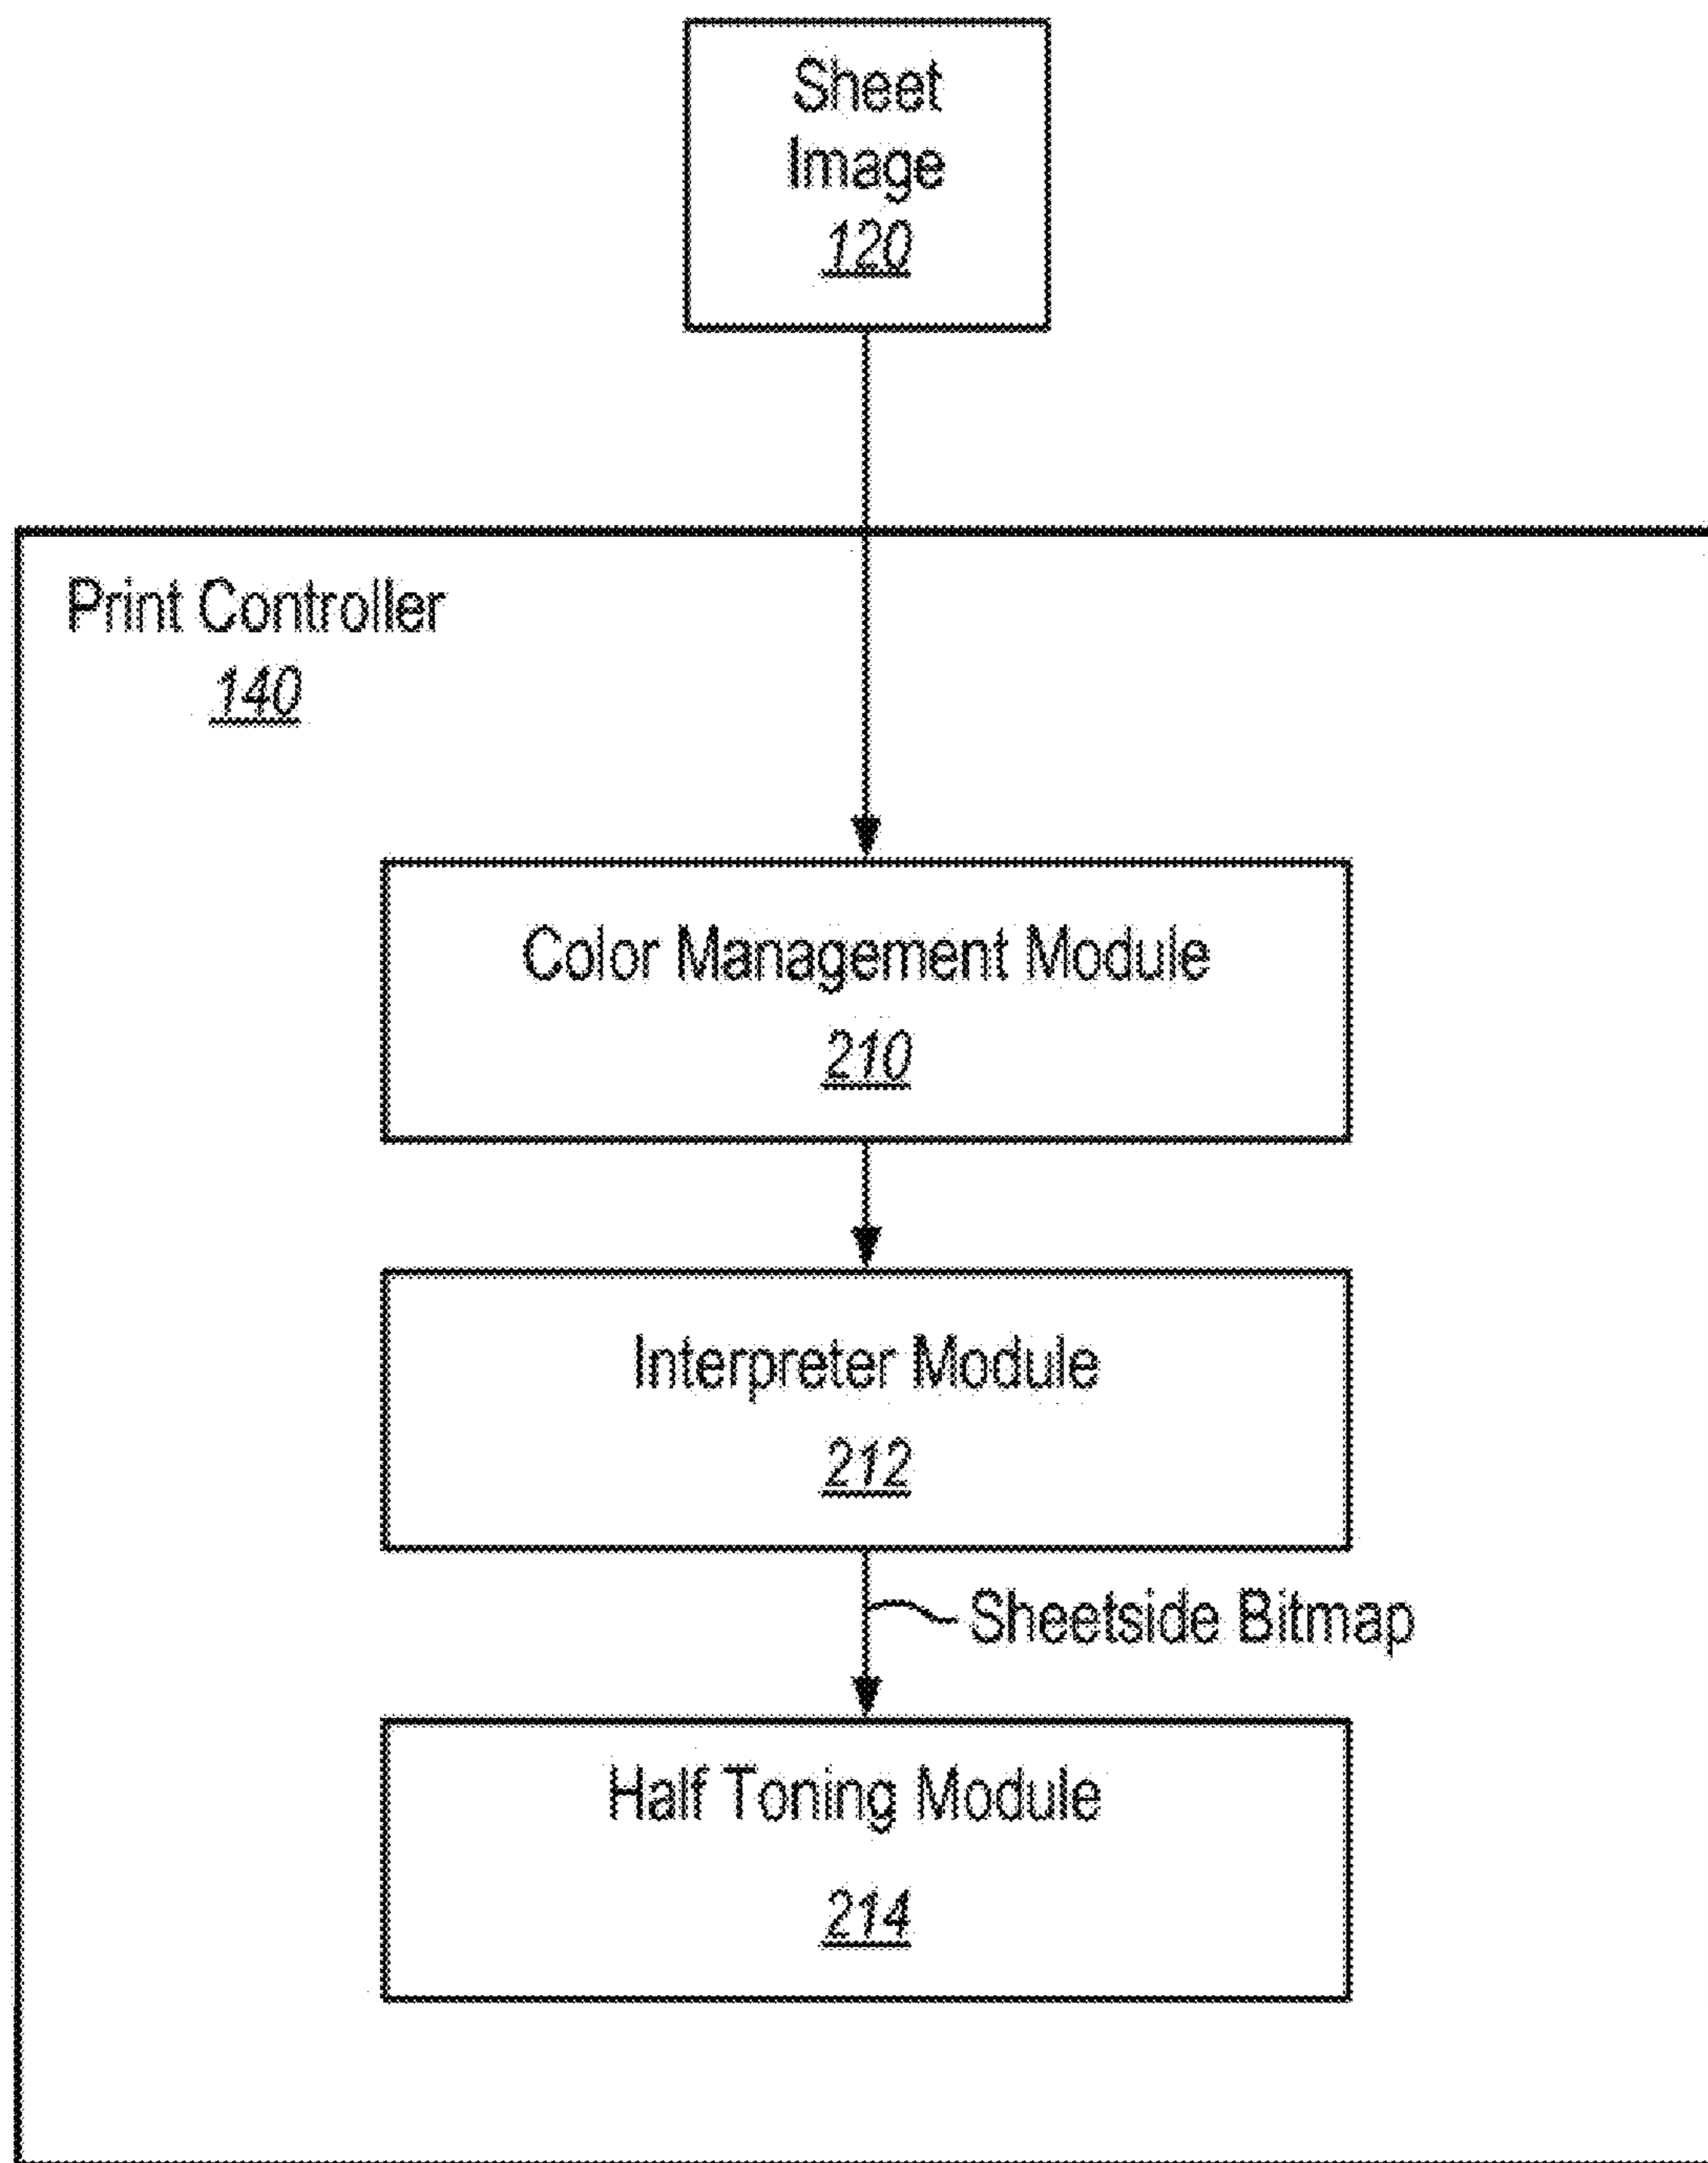 Sheet
Image
120
Print Controller
140
Color Management Module
210
Interpreter Module
212
Sheetside Bitmap
Half Toning Module
214